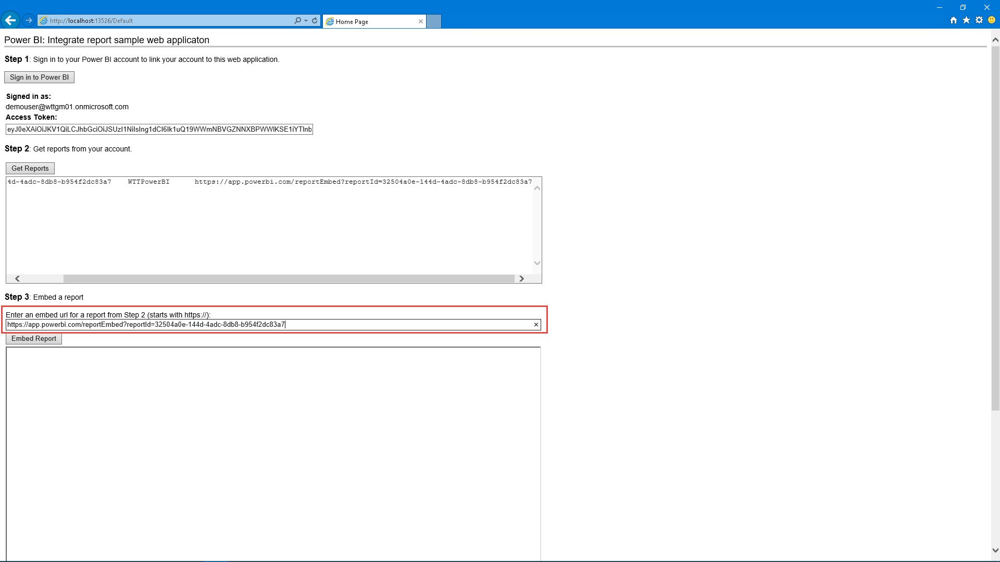 http://localhost:13526/Default
Home Page
Power BI: Integrate report sample web applicaton
Step 1: Sign in to your Power BI account to link your account to this web application.
Sign in to Power BI
Signed in as:
demouser@wttgm01.onmicrosoft.com
Access Token:
eyJ0eXAiOiJKV1QiLCJhbGciOiJSUzI1NiIsIng1dCI6Ik1uQ19WWmNBVGZNNXBPWWlKSE1iYTlnb
Step 2: Get reports from your account.
Get Reports
4d-4adc-8db8-b954f2dc83a7 WTTPowerBI https://app.powerbi.com/reportEmbed?reportId=32504a0e-144d-4adc-8db8-b954f2dc83a7
Step 3: Embed a report
Enter an embed url for a report from Step 2 (starts with https://):
https://app.powerbi.com/reportEmbed?reportId=32504a0e-144d-4adc-8db8-b954f2dc83a7
Embed Report